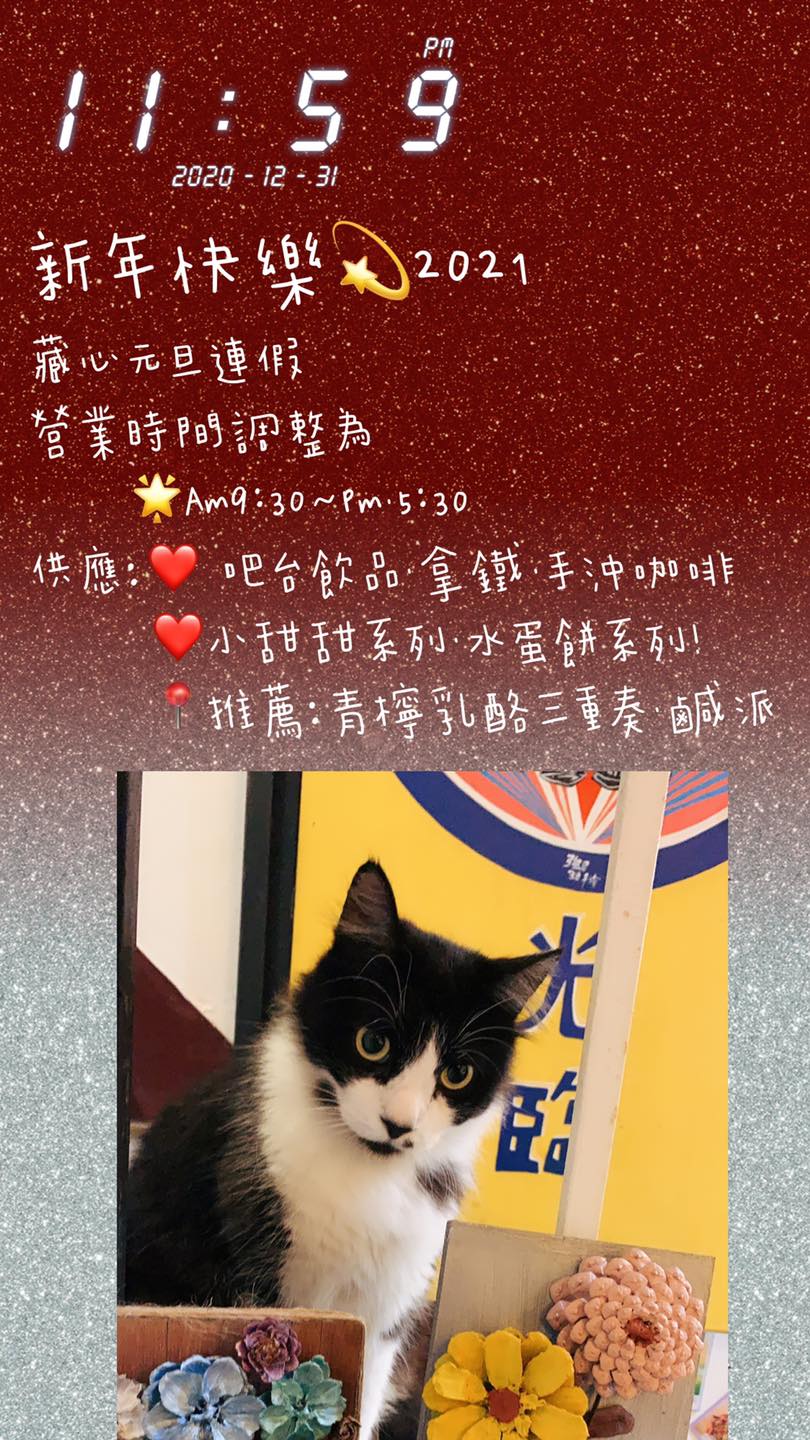 PM
11:59
2020-12-31
新年快樂💫2021
藏心元旦連假
營業時間調整為
🌟Am9:30~Pm.5:30
供應:❤️ 吧台飲品·拿鐵·手沖咖啡
❤️小甜甜系列·水蛋餅系列!
📍推薦:青檸乳酪三重奏·鹹派
光
臨